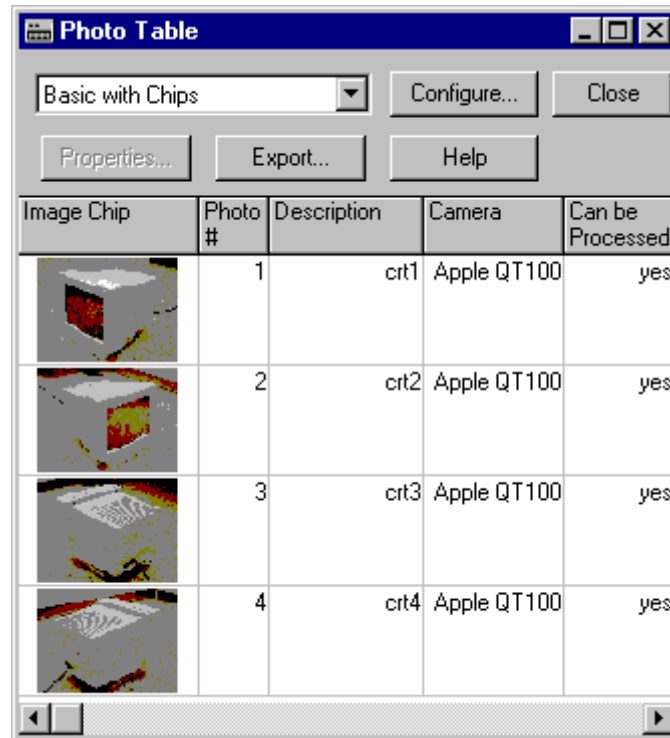 Photo Table
Basic with Chips
Configure...
Close
Properties...
Export...
Help
Image Chip Photo # Description Camera Can be Processed
1 crt1 Apple QT100 yes
2 crt2 Apple QT100 yes
3 crt3 Apple QT100 yes
4 crt4 Apple QT100 yes